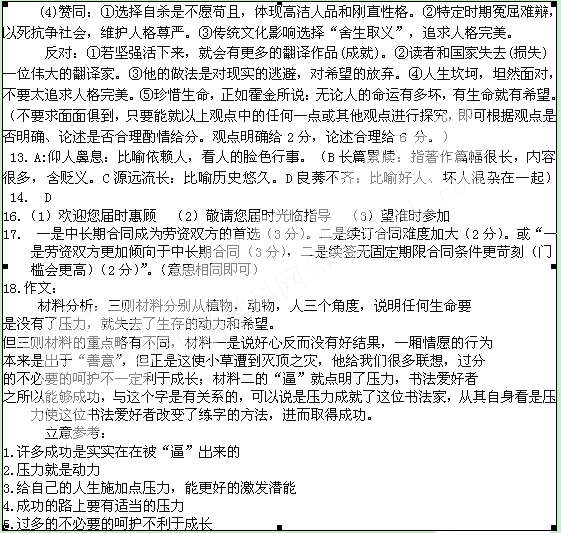 (4)赞同：①选择自杀是不愿苟且，体现高洁人品和刚直性格。②特定时期冤屈难辩，
以死抗争社会，维护人格尊严。③传统文化影响选择“舍生取义”，追求人格完美。
反对：①若坚强活下来，就会有更多的翻译作品(成就)。②读者和国家失去(损失)
一位伟大的翻译家。③他的做法是对现实的逃避，对希望的放弃。④人生坎坷，坦然面对，
不要太追求人格完美。⑤珍惜生命，正如霍金所说：无论人的命运有多坏，有生命就有希望。
(不要求面面俱到，只要能就以上观点中的任何一点或其他观点进行探究，即可根据观点是
否明确、论述是否合理酌情给分。观点明确给 2 分，论述合理给 6 分。)
13. A:仰人鼻息：比喻依赖人，看人的脸色行事。（B 长篇累牍：指著作篇幅很长，内容
很多，含贬义。C 源远流长：比喻历史悠久。D 良莠不齐：比喻好人、坏人混杂在一起）
14. D
16.（1）欢迎您届时惠顾 （2）敬请您届时光临指导 （3）望准时参加
17. 一是中长期合同成为劳资双方的首选（3 分）。二是续订合同难度加大（2 分）。或“一
是劳资双方更加倾向于中长期合同（3 分），二是续签无固定期限合同条件更苛刻（门
槛会更高）（2 分）”。（意思相同即可）
18.作文：
材料分析：三则材料分别从植物，动物，人三个角度，说明任何生命要
是没有了压力，就失去了生存的动力和希望。
但三则材料的重点略有不同，材料一是说好心反而没有好结果，一厢情愿的行为
本来是出于“善意”，但正是这使小草遭到灭顶之灾，他给我们很多联想，过分
的不必要的呵护不一定利于成长；材料二的“逼”就点明了压力，书法爱好者
之所以能够成功，与这个字是有关系的，可以说是压力成就了这位书法家，从其自身看是压
力使这位书法爱好者改变了练字的方法，进而取得成功。
立意参考：
1.许多成功是实实在在被“逼”出来的
2.压力就是动力
3.给自己的人生施加点压力，能更好的激发潜能
4.成功的路上要有适当的压力
5.过多的不必要的呵护不利于成长